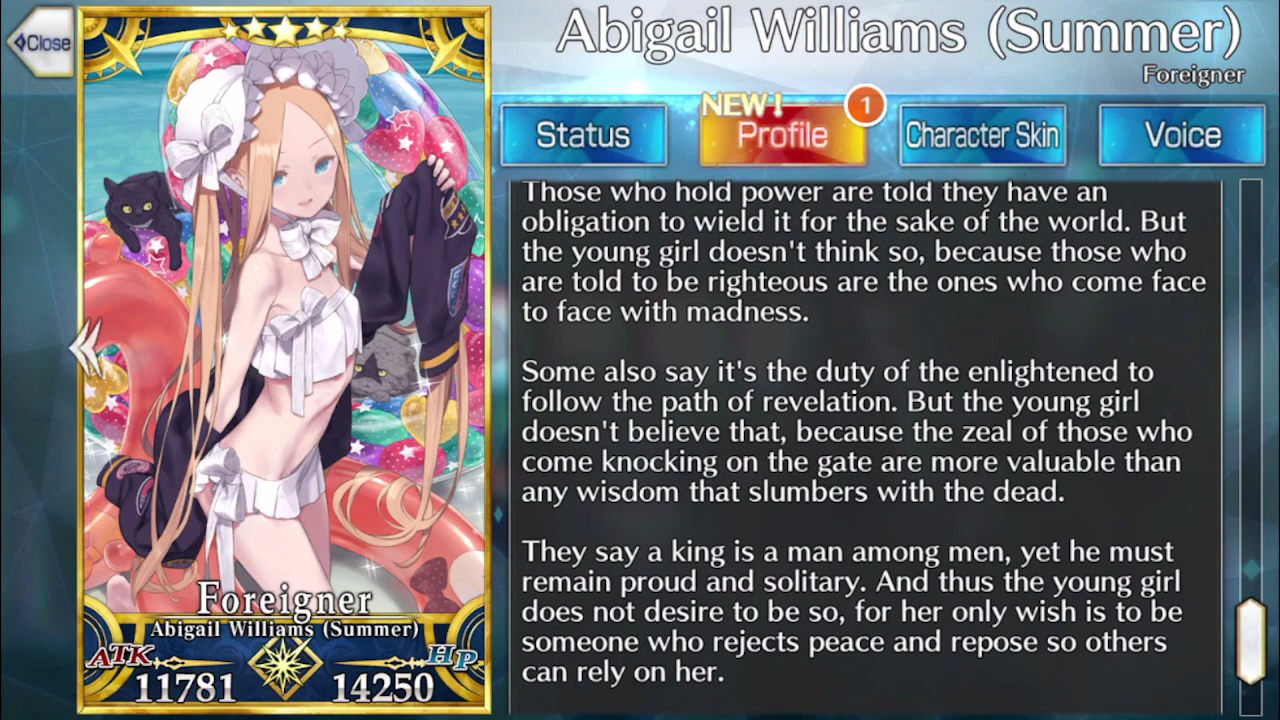 Close
Abigail Williams (Summer)
Foreigner
Status
NEW!
Profile
1
Character Skin
Voice
Those who hold power are told they have an
obligation to wield it for the sake of the world. But
the young girl doesn't think so, because those who
are told to be righteous are the ones who come face
to face with madness.
Some also say it's the duty of the enlightened to
follow the path of revelation. But the young girl
doesn't believe that, because the zeal of those who
come knocking on the gate are more valuable than
any wisdom that slumbers with the dead.
They say a king is a man among men, yet he must
remain proud and solitary. And thus the young girl
does not desire to be so, for her only wish is to be
someone who rejects peace and repose so others
can rely on her.
Foreigner
Abigail Williams (Summer)
ATK
11781
HP
14250